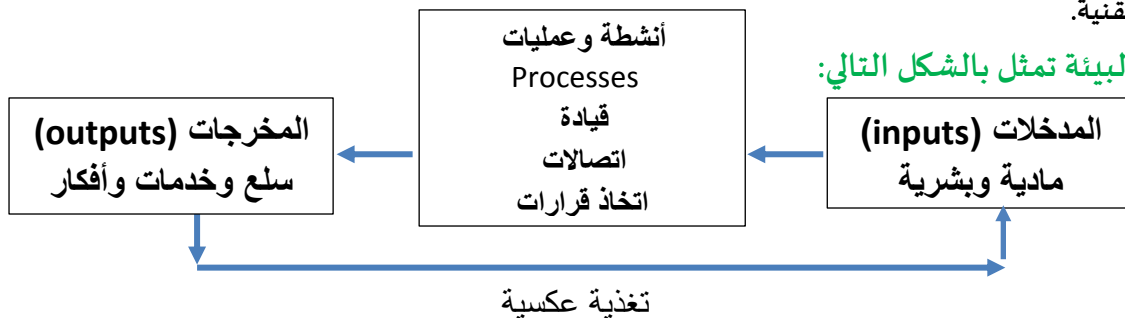 قنية.
لبيئة تمثل بالشكل التالي:
المدخلات (inputs)
مادية وبشرية
أنشطة وعمليات
Processes
قيادة
اتصالات
اتخاذ قرارات
المخرجات (outputs)
سلع وخدمات وأفكار
تغذية عكسية